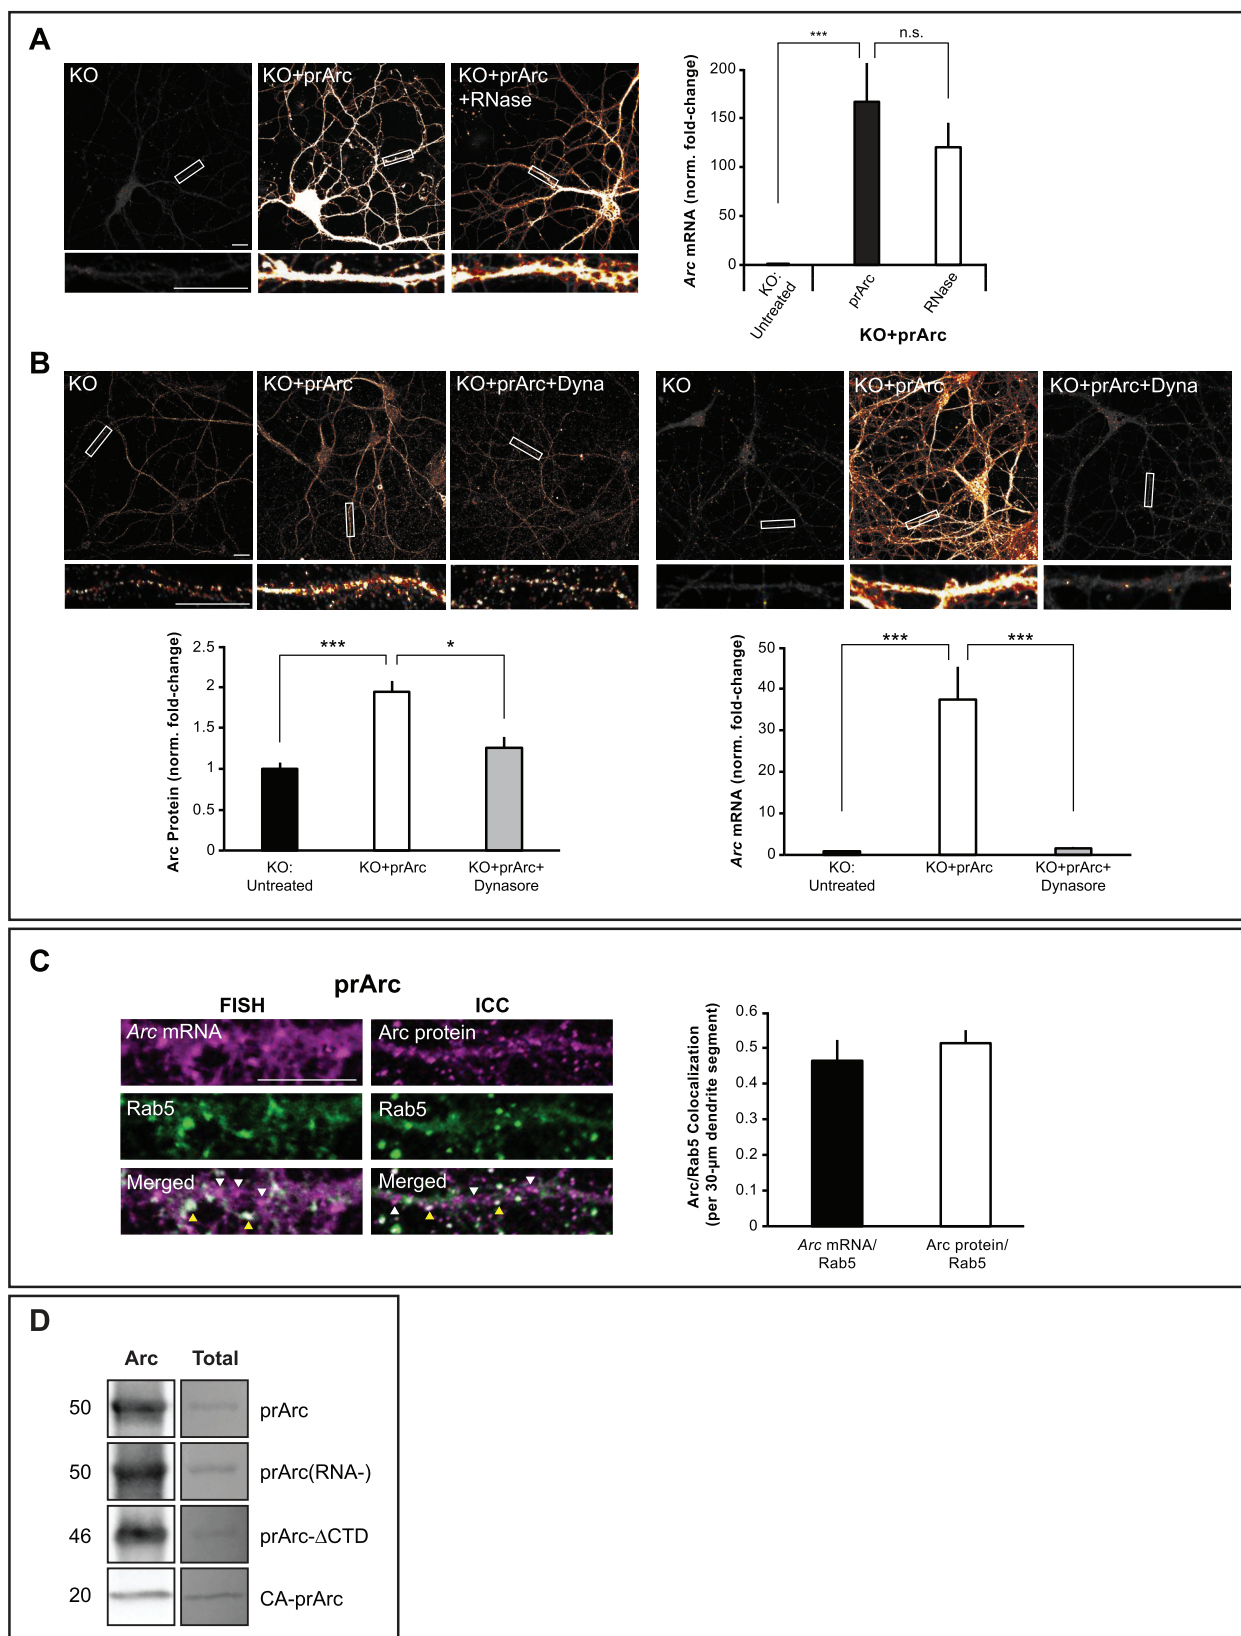 A
KO
KO+prArc
KO+prArc
+RNase
Arc mRNA (norm. fold-change)
200
150
100
50
0
***
n.s.
KO:
Untreated
prArc
RNase
KO+prArc
B
KO
KO+prArc
KO+prArc+Dyna
KO
KO+prArc
KO+prArc+Dyna
Arc Protein (norm. fold-change)
2.5
2
1.5
1
0.5
0
***
*
KO:
Untreated
KO+prArc
KO+prArc+
Dynasore
Arc mRNA (norm. fold-change)
50
40
30
20
10
0
***
***
KO:
Untreated
KO+prArc
KO+prArc+
Dynasore
C
prArc
FISH
ICC
Arc mRNA
Arc protein
Rab5
Rab5
Merged
Merged
Arc/Rab5 Colocalization
(per 30-μm dendrite segment)
0.6
0.5
0.4
0.3
0.2
0.1
0
Arc mRNA/
Rab5
Arc protein/
Rab5
D
Arc
Total
50
prArc
50
prArc(RNA-)
46
prArc-ΔCTD
20
CA-prArc